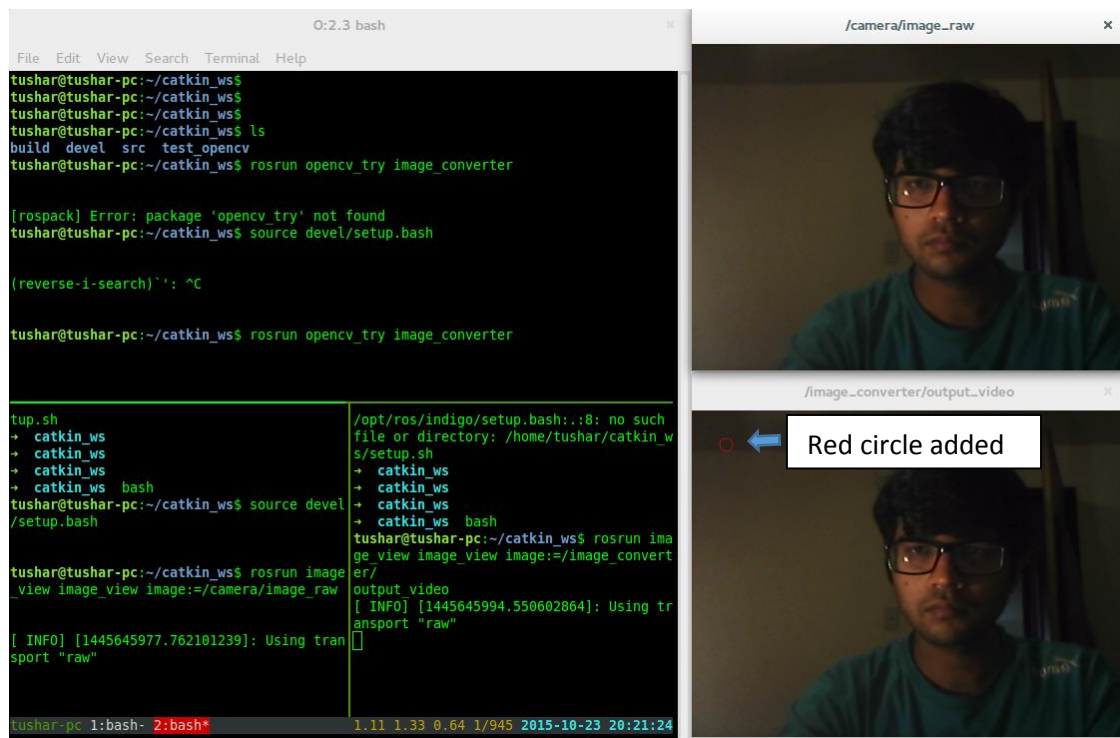 0:2.3 bash
File Edit View Search Terminal Help
tushar@tushar-pc:~/catkin_ws$
tushar@tushar-pc:~/catkin_ws$
tushar@tushar-pc:~/catkin_ws$
tushar@tushar-pc:~/catkin_ws$ ls
build devel src test_opencv
tushar@tushar-pc:~/catkin_ws$ rosrun opencv_try image_converter
[rospack] Error: package 'opencv_try' not found
tushar@tushar-pc:~/catkin_ws$ source devel/setup.bash
(reverse-i-search)`': ^C
tushar@tushar-pc:~/catkin_ws$ rosrun opencv_try image_converter
tup.sh
→ catkin_ws
→ catkin_ws
→ catkin_ws
→ catkin_ws bash
tushar@tushar-pc:~/catkin_ws$ source devel
/setup.bash
tushar@tushar-pc:~/catkin_ws$ rosrun image
_view image_view image:=/camera/image_raw
[ INFO] [1445645977.762101239]: Using tran
sport "raw"
/opt/ros/indigo/setup.bash:.:8: no such
file or directory: /home/tushar/catkin_w
s/setup.sh
→ catkin_ws
→ catkin_ws
→ catkin_ws
→ catkin_ws bash
tushar@tushar-pc:~/catkin_ws$ rosrun ima
ge_view image_view image:=/image_convert
er/
output_video
[ INFO] [1445645994.550602864]: Using tr
ansport "raw"
tushar-pc 1:bash- 2:bash* 1.11 1.33 0.64 1/945 2015-10-23 20:21:24
/camera/image_raw
puma
/image_converter/output_video
Red circle added
puma